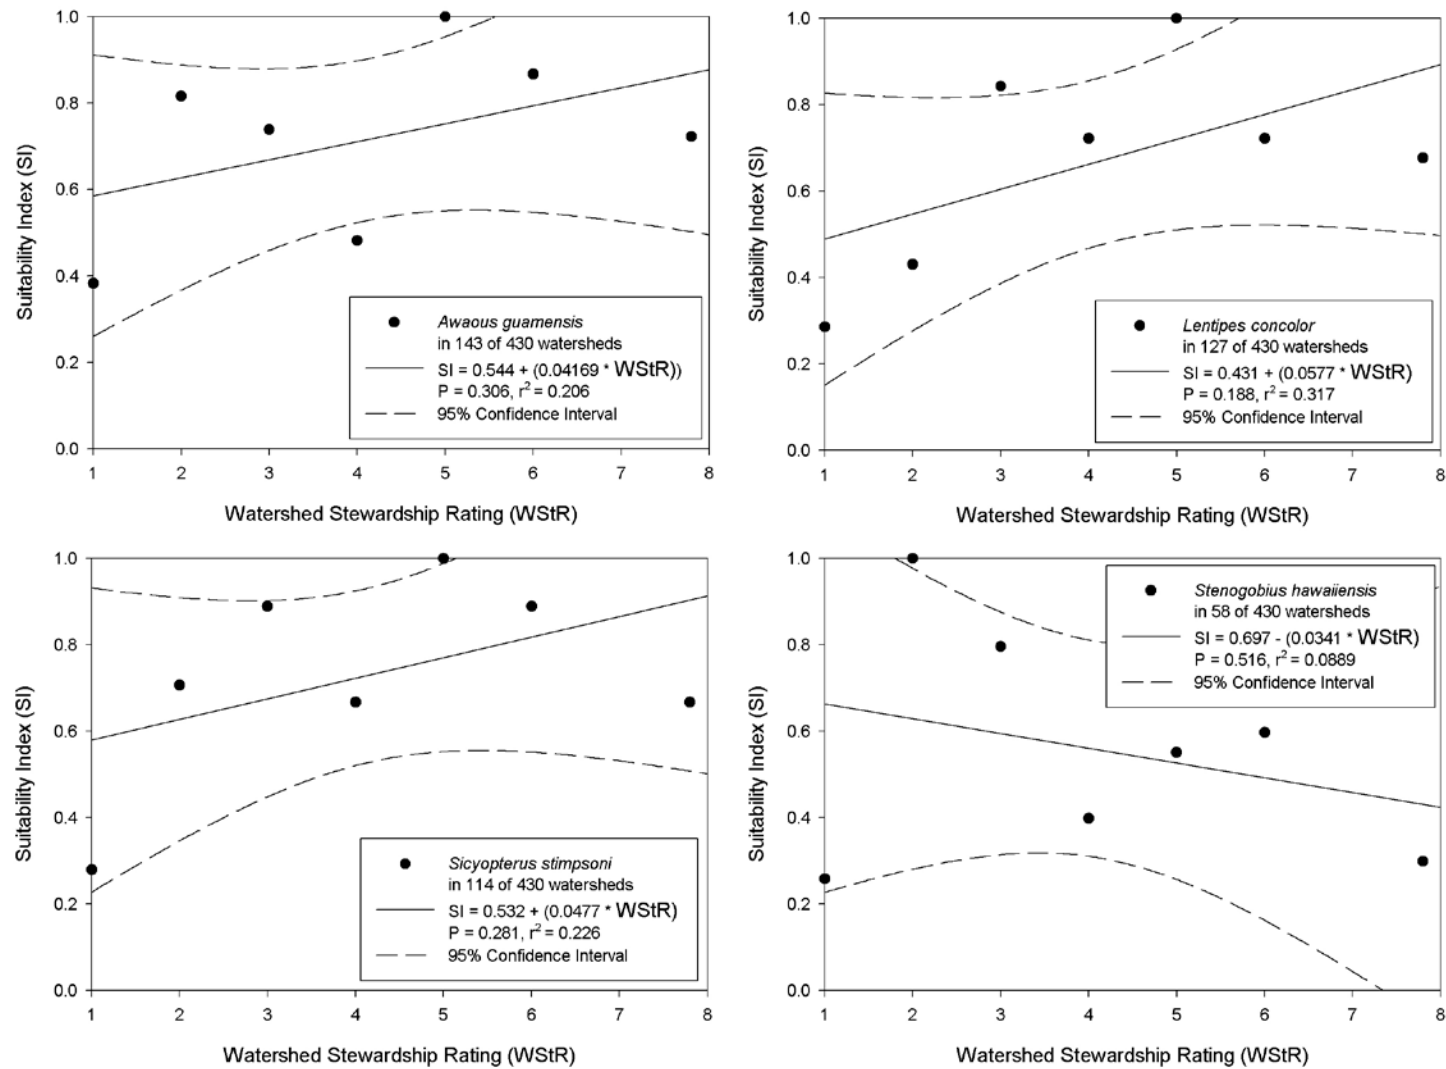 1.0
0.8
0.6
0.4
0.2
0.0
Suitability Index (SI)
Awaous guamensis
in 143 of 430 watersheds
SI = 0.544 + (0.04169 * WStR))
P = 0.306, r² = 0.206
95% Confidence Interval
1 2 3 4 5 6 7 8
Watershed Stewardship Rating (WStR)
1.0
0.8
0.6
0.4
0.2
0.0
Suitability Index (SI)
Lentipes concolor
in 127 of 430 watersheds
SI = 0.431 + (0.0577 * WStR)
P = 0.188, r² = 0.317
95% Confidence Interval
1 2 3 4 5 6 7 8
Watershed Stewardship Rating (WStR)
1.0
0.8
0.6
0.4
0.2
0.0
Suitability Index (SI)
Sicyopterus stimpsoni
in 114 of 430 watersheds
SI = 0.532 + (0.0477 * WStR)
P = 0.281, r² = 0.226
95% Confidence Interval
1 2 3 4 5 6 7 8
Watershed Stewardship Rating (WStR)
1.0
0.8
0.6
0.4
0.2
0.0
Suitability Index (SI)
Stenogobius hawaiiensis
in 58 of 430 watersheds
SI = 0.697 - (0.0341 * WStR)
P = 0.516, r² = 0.0889
95% Confidence Interval
1 2 3 4 5 6 7 8
Watershed Stewardship Rating (WStR)